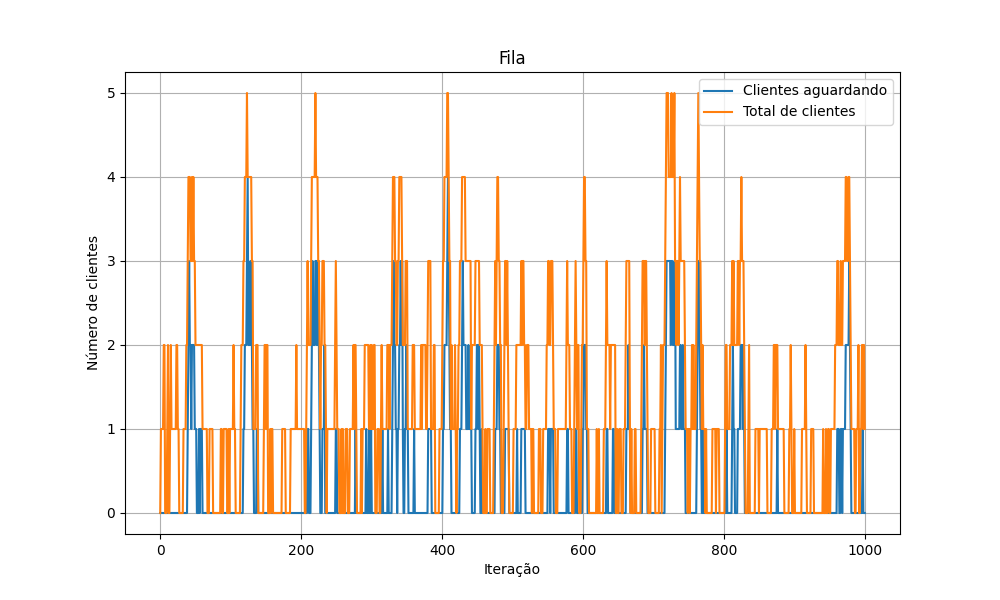 Fila
Clientes aguardando
Total de clientes
Número de clientes
5
4
3
2
1
0
0
200
400
600
800
1000
Iteração